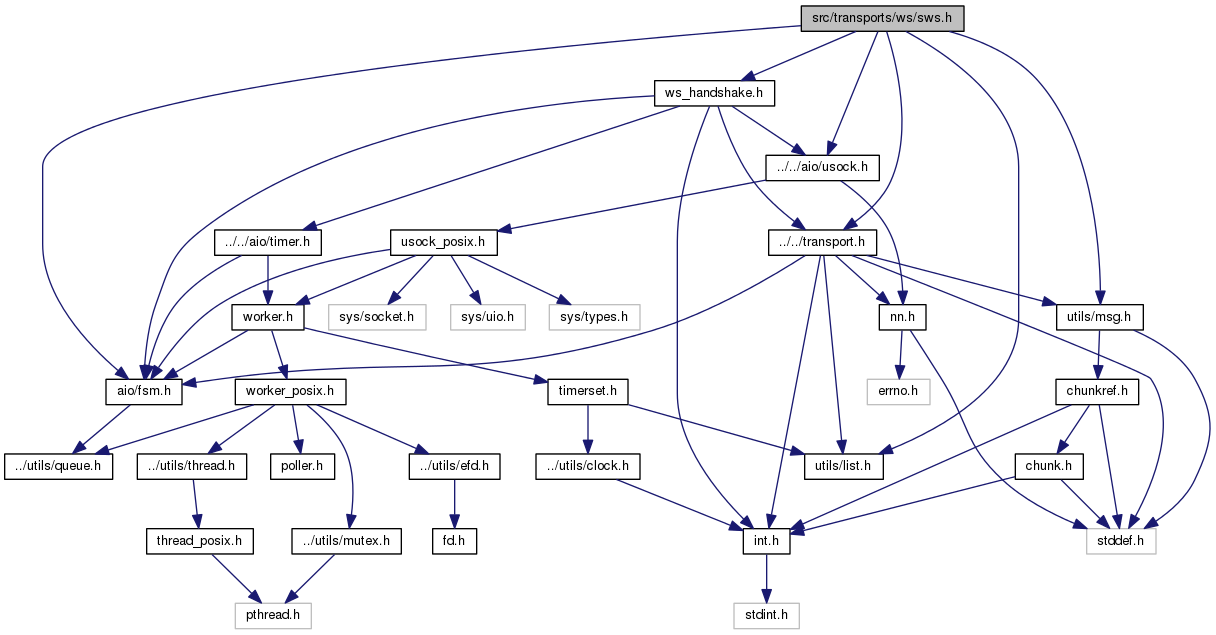 src/transports/ws/sws.h
ws_handshake.h
../../aio/usock.h
../../aio/timer.h
usock_posix.h
../../transport.h
worker.h
sys/socket.h
sys/uio.h
sys/types.h
nn.h
utils/msg.h
aio/fsm.h
worker_posix.h
timerset.h
errno.h
chunkref.h
../utils/queue.h
../utils/thread.h
poller.h
../utils/efd.h
../utils/clock.h
utils/list.h
chunk.h
thread_posix.h
../utils/mutex.h
fd.h
int.h
stddef.h
pthread.h
stdint.h